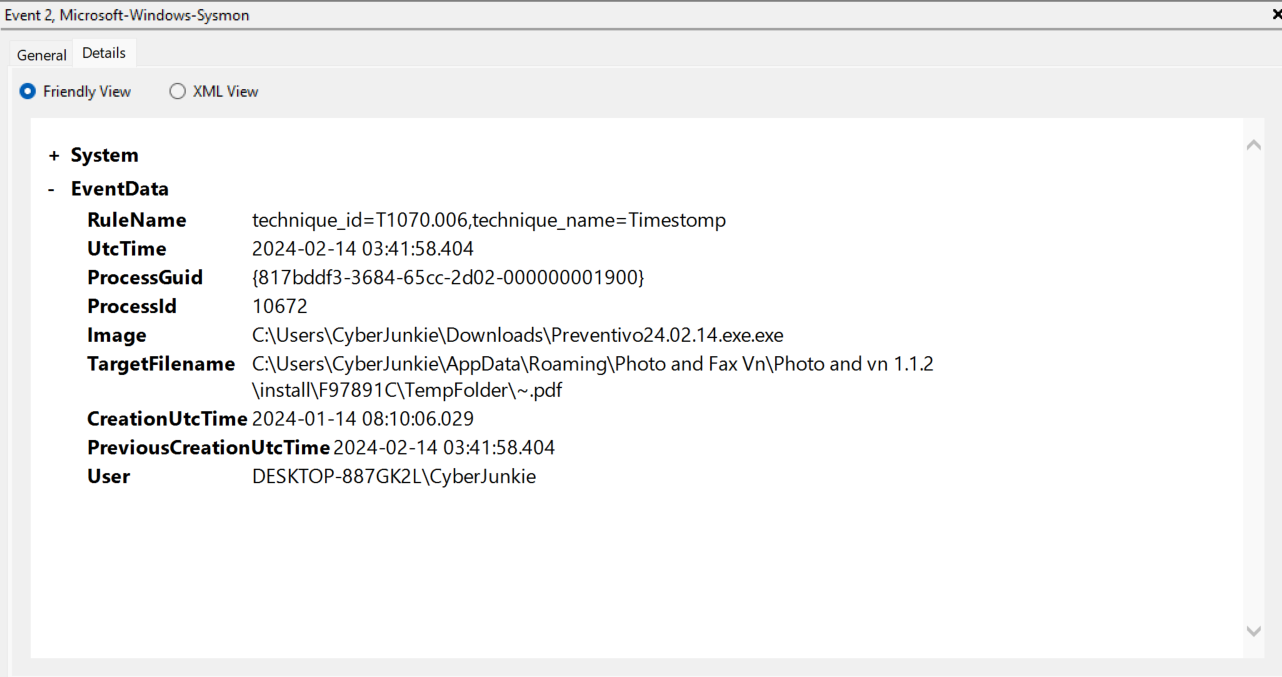 Event 2, Microsoft-Windows-Sysmon
General Details
Friendly View XML View
+ System
- EventData
RuleName technique_id=T1070.006,technique_name=Timestomp
UtcTime 2024-02-14 03:41:58.404
ProcessGuid {817bddf3-3684-65cc-2d02-000000001900}
ProcessId 10672
Image C:\Users\CyberJunkie\Downloads\Preventivo24.02.14.exe.exe
TargetFilename C:\Users\CyberJunkie\AppData\Roaming\Photo and Fax Vn\Photo and vn 1.1.2
\install\F97891C\TempFolder\~.pdf
CreationUtcTime 2024-01-14 08:10:06.029
PreviousCreationUtcTime 2024-02-14 03:41:58.404
User DESKTOP-887GK2L\CyberJunkie